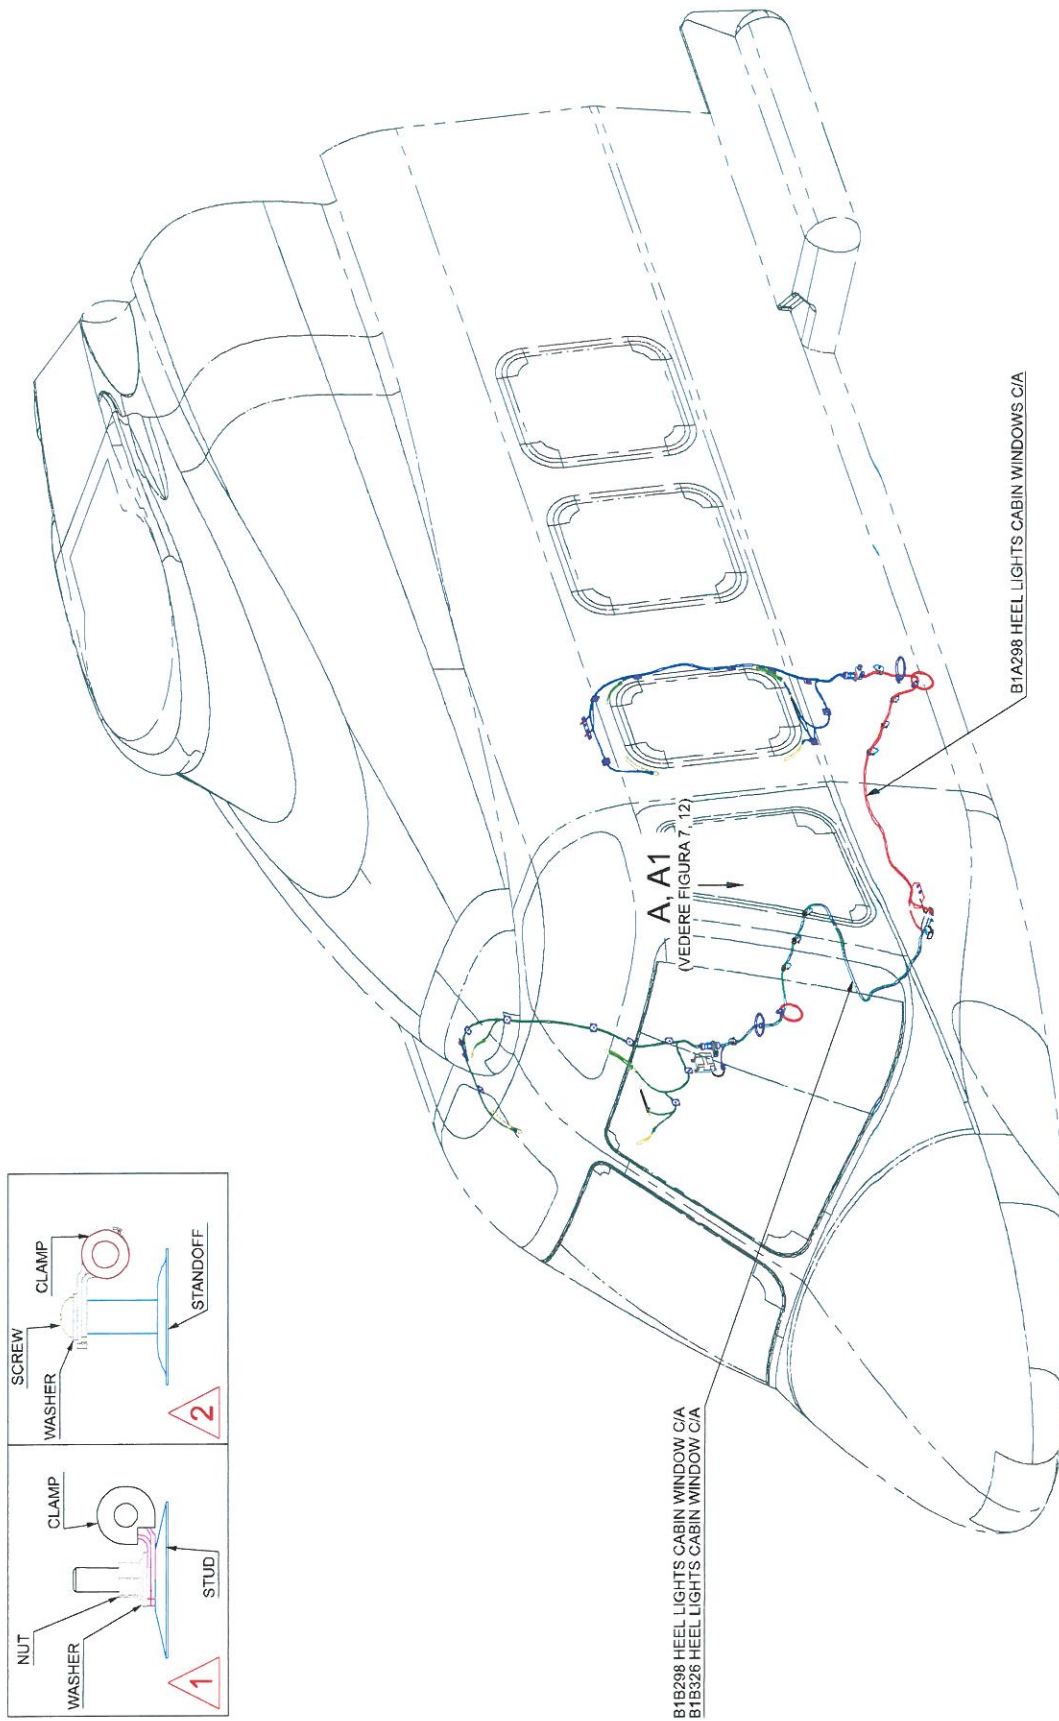 NUT
WASHER
CLAMP
STUD
1
SCREW
WASHER
CLAMP
STANDOFF
2
A, A1
(VEDERE FIGURA 7, 12)
B1A298 HEEL LIGHTS CABIN WINDOWS C/A
B1B298 HEEL LIGHTS CABIN WINDOW C/A
B1B326 HEEL LIGHTS CABIN WINDOW C/A